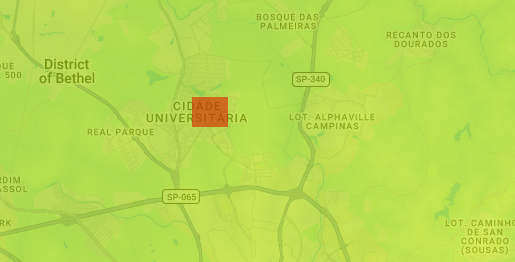 BOSQUE DAS
PALMEIRAS
RECANTO DOS
DOURADOS
District
of Bethel
QUE
. 500
SP-340
CIDADE
UNIVERSITÁRIA
REAL PARQUE
LOT. ALPHAVILLE
CAMPINAS
RDIM
ASSOL
SP-065
RK
LOT. CAMINHO
DE SAN
CONRADO
(SOUSAS)